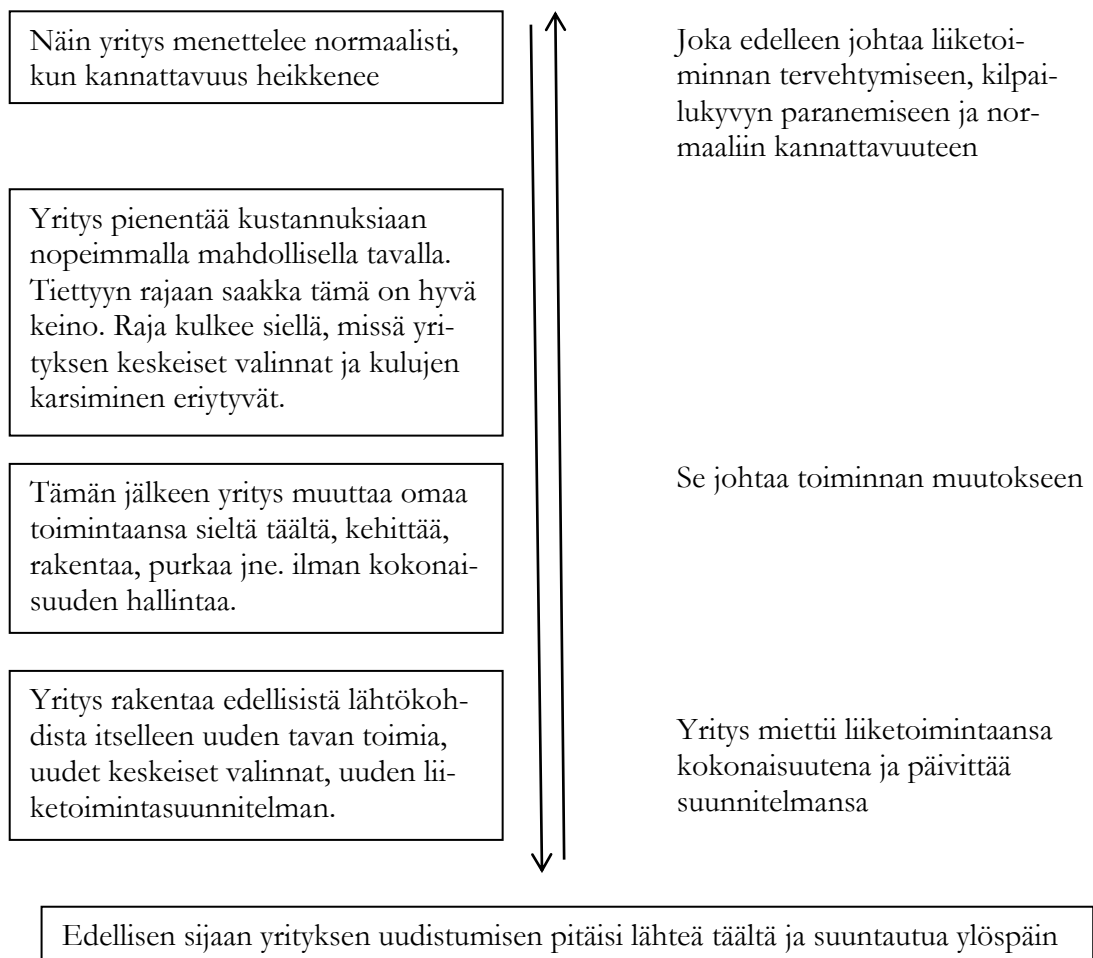 Näin yritys menettelee normaalisti,
kun kannattavuus heikkenee
Yritys pienentää kustannuksiaan
nopeimmalla mahdollisella tavalla.
Tiettyyn rajaan saakka tämä on hyvä
keino. Raja kulkee siellä, missä yri-
tyksen keskeiset valinnat ja kulujen
karsiminen eriytyvät.
Tämän jälkeen yritys muuttaa omaa
toimintaansa sieltä täältä, kehittää,
rakentaa, purkaa jne. ilman kokonai-
suuden hallintaa.
Yritys rakentaa edellisistä lähtökoh-
dista itselleen uuden tavan toimia,
uudet keskeiset valinnat, uuden lii-
ketoimintasuunnitelman.
Joka edelleen johtaa liiketoi-
minnan tervehtymiseen, kilpai-
lukyvyn paranemiseen ja nor-
maaliin kannattavuuteen
Se johtaa toiminnan muutokseen
Yritys miettii liiketoimintaansa
kokonaisuutena ja päivittää
suunnitelmansa
Edellisen sijaan yrityksen uudistumisen pitäisi lähteä täältä ja suuntautua ylöspäin